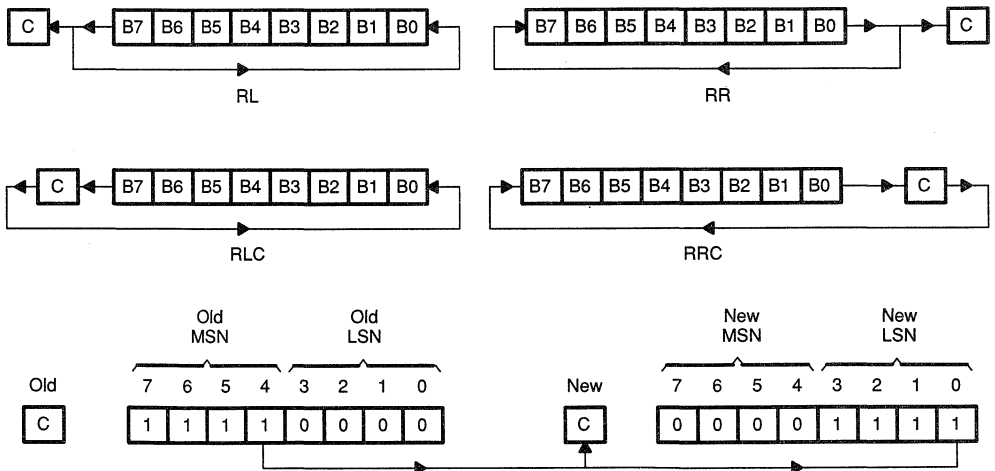 C B7 B6 B5 B4 B3 B2 B1 B0
RL
B7 B6 B5 B4 B3 B2 B1 B0 C
RR
C B7 B6 B5 B4 B3 B2 B1 B0
RLC
B7 B6 B5 B4 B3 B2 B1 B0 C
RRC
Old
MSN
Old
LSN
New
MSN
New
LSN
Old
7 6 5 4 3 2 1 0
New
7 6 5 4 3 2 1 0
C
1 1 1 1 0 0 0 0
C
0 0 0 0 1 1 1 1